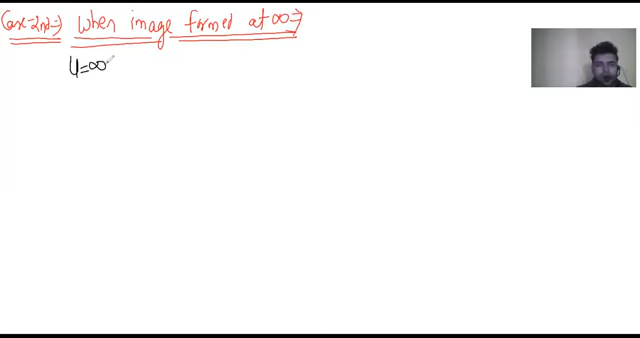 Case-2nd⇒ When image formed at ∞⇒
u=∞